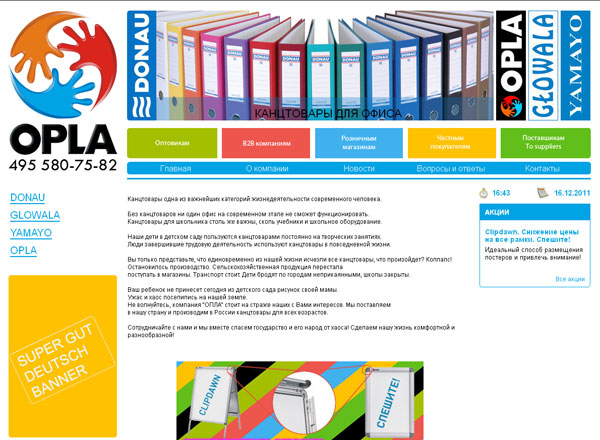 OPLA
495 580-75-82
DONAU
GLOWALA
YAMAYO
OPLA
SUPER GUT
DEUTSCH
BANNER
DONAU
КАНЦТОВАРЫ ДЛЯ ОФИСА
OPLA
GŁOWALA
YAMAYO
Оптовикам
B2B компаниям
Розничным
магазинам
Частным
покупателям
Поставщикам
To suppliers
Главная
О компании
Новости
Вопросы и ответы
Контакты
Канцтовары одна из важнейших категорий жизнедеятельности современного человека.
Без канцтоваров ни один офис на современном этапе не сможет функционировать.
Канцтовары для школьника столь же важны, сколь учебники и школьное оборудование.
Наши дети в детском саду пользуются канцтоварами постоянно на творческих занятиях.
Люди завершившие трудовую деятельность используют канцтовары в повседневной жизни.
Вы только представьте, что единовременно из нашей жизни исчезли все канцтовары, что произойдет? Коллапс!
Остановилось производство. Сельскохозяйственная продукция перестала
поступать в магазины. Транспорт стоит. Дети бродят по городам неприкаянными, школы закрыты.
Ваш ребенок не принесет сегодня из детского сада рисунок своей мамы.
Ужас и хаос поселились на нашей земле.
Не волнуйтесь, компания "ОПЛА" стоит на страже наших с Вами интересов. Мы поставляем
в нашу страну и производим в России канцтовары для всех возрастов.
Сотрудничайте с нами и мы вместе спасем государство и его народ от хаоса! Сделаем нашу жизнь комфортной и
разнообразной!
16:43
16.12.2011
АКЦИИ
Clipdawn. Снижение цены
на все рамки. Спешите!
Идеальный способ размещения
постеров и привлечь внимание!
Все акции
CLIPDAWN
СПЕШИТЕ!